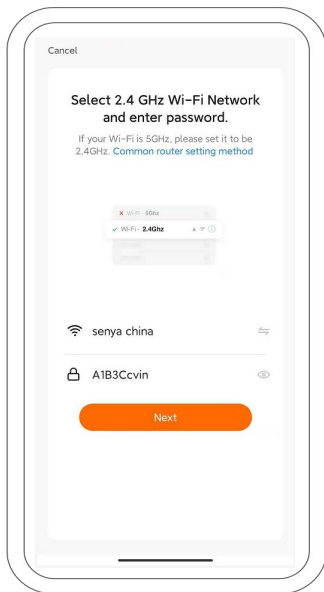 Cancel
Select 2.4 GHz Wi-Fi Network
and enter password.
If your Wi-Fi is 5GHz, please set it to be
2.4GHz. Common router setting method
Wi-Fi - 5Ghz
Wi-Fi - 2.4Ghz
senya china
A1B3Ccvin
Next